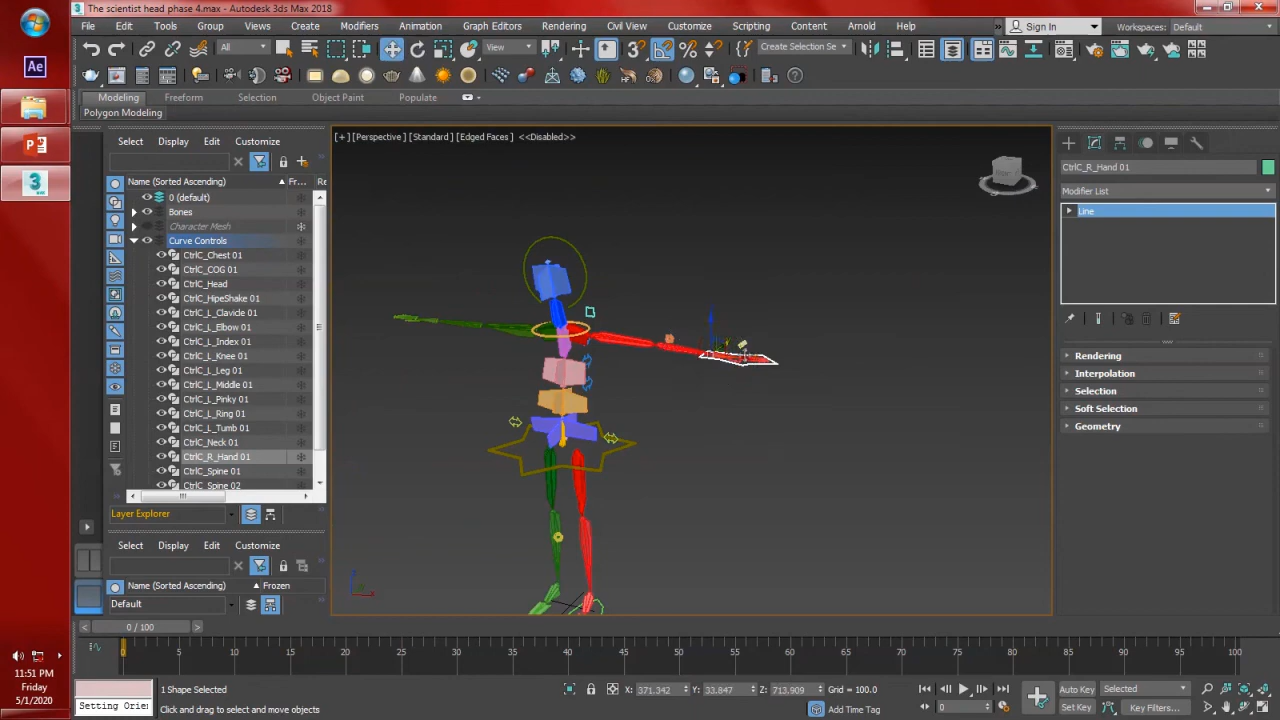 The scientist head phase 4.max - Autodesk 3ds Max 2018
File Edit Tools Group Views Create Modifiers Animation Graph Editors Rendering Civil View Customize Scripting Content Arnold Help » Sign In Workspaces: Default
All View Create Selection Se
Modeling Freeform Selection Object Paint Populate
Polygon Modeling
Select Display Edit Customize
[+] [Perspective] [Standard] [Edged Faces] <<Disabled>>
Name (Sorted Ascending) Fr... Re
0 (default)
Bones
Character Mesh
Curve Controls
CtrlC_Chest 01
CtrlC_COG 01
CtrlC_Head
CtrlC_HipeShake 01
CtrlC_L_Clavide 01
CtrlC_L_Elbow 01
CtrlC_L_Index 01
CtrlC_L_Knee 01
CtrlC_L_Leg 01
CtrlC_L_Middle 01
CtrlC_L_Pinky 01
CtrlC_L_Ring 01
CtrlC_L_Tumb 01
CtrlC_Neck 01
CtrlC_R_Hand 01
CtrlC_Spine 01
CtrlC_Spine 02
Layer Explorer
Select Display Edit Customize
Name (Sorted Ascending) Frozen
Default
CtrlC_R_Hand 01
Modifier List
Line
Rendering
Interpolation
Selection
Soft Selection
Geometry
Ae
0 / 100
0 5 10 15 20 25 30 35 40 45 50 55 60 65 70 75 80 85 90 95 100
11:51 PM
Friday
5/1/2020
Setting Orie
1 Shape Selected
Click and drag to select and move objects
X: 371.342 Y: 33.847 Z: 713.909 Grid = 100.0
Add Time Tag
Auto Key Selected
Set Key Key Filters...
0